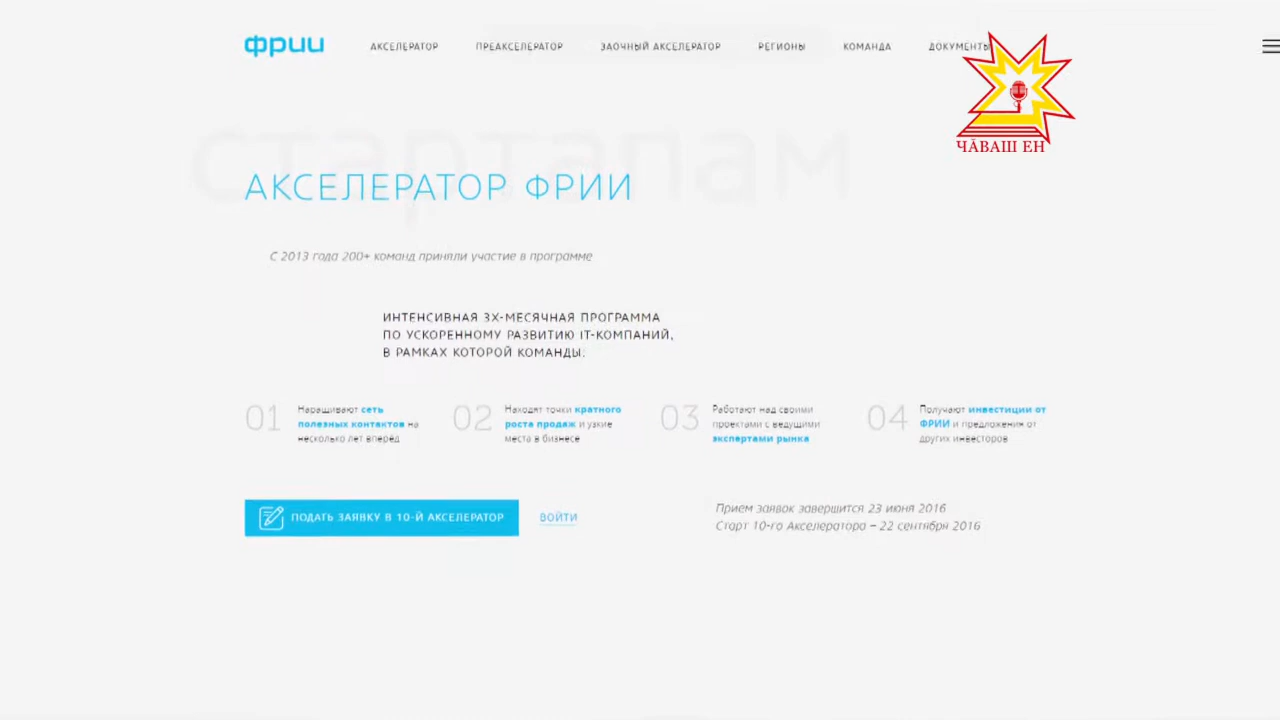 фрии
АКСЕЛЕРАТОР
ПРЕАКСЕЛЕРАТОР
ЗАОЧНЫЙ АКСЕЛЕРАТОР
РЕГИОНЫ
КОМАНДА
ДОКУМЕНТЫ
ЧӐВАШ ЕН
стартапам
АКСЕЛЕРАТОР ФРИИ
С 2013 года 200+ команд приняли участие в программе
ИНТЕНСИВНАЯ 3Х-МЕСЯЧНАЯ ПРОГРАММА
ПО УСКОРЕННОМУ РАЗВИТИЮ IT-КОМПАНИЙ,
В РАМКАХ КОТОРОЙ КОМАНДЫ:
01
Наращивают сеть
полезных контактов на
несколько лет вперёд
02
Находят точки кратного
роста продаж и узкие
места в бизнесе
03
Работают над своими
проектами с ведущими
экспертами рынка
04
Получают инвестиции от
ФРИИ и предложения от
других инвесторов
ПОДАТЬ ЗАЯВКУ В 10-Й АКСЕЛЕРАТОР
ВОЙТИ
Прием заявок завершится 23 июня 2016
Старт 10-го Акселератора – 22 сентября 2016